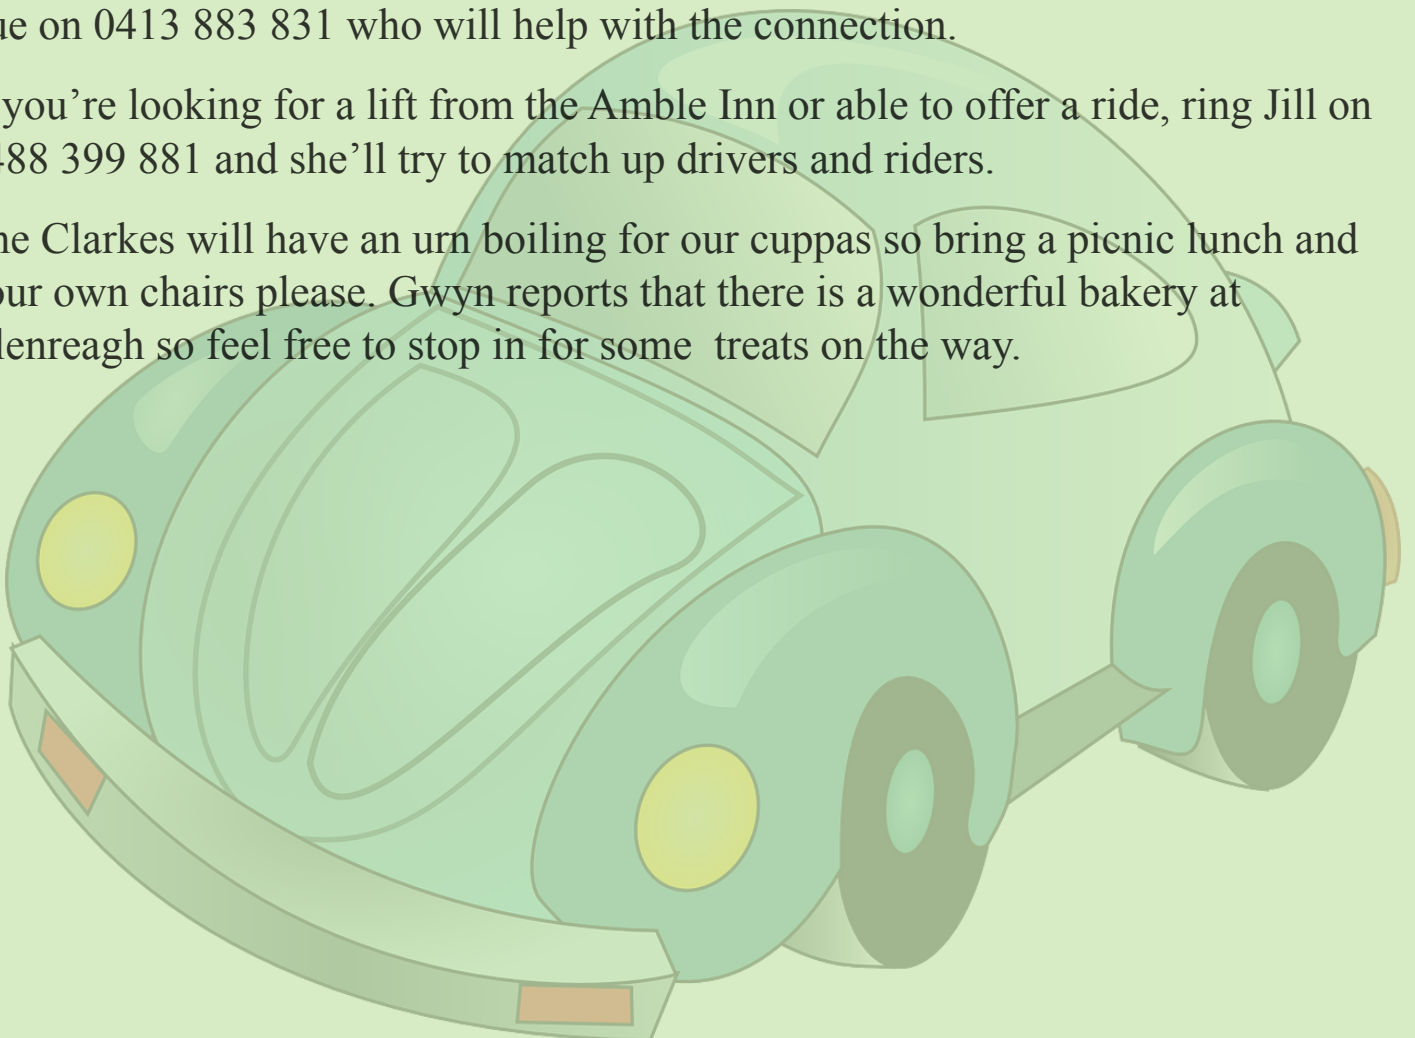 ue on 0413 883 831 who will help with the connection.
you’re looking for a lift from the Amble Inn or able to offer a ride, ring Jill on
488 399 881 and she’ll try to match up drivers and riders.
he Clarkes will have an urn boiling for our cuppas so bring a picnic lunch and
our own chairs please. Gwyn reports that there is a wonderful bakery at
lenreagh so feel free to stop in for some  treats on the way.